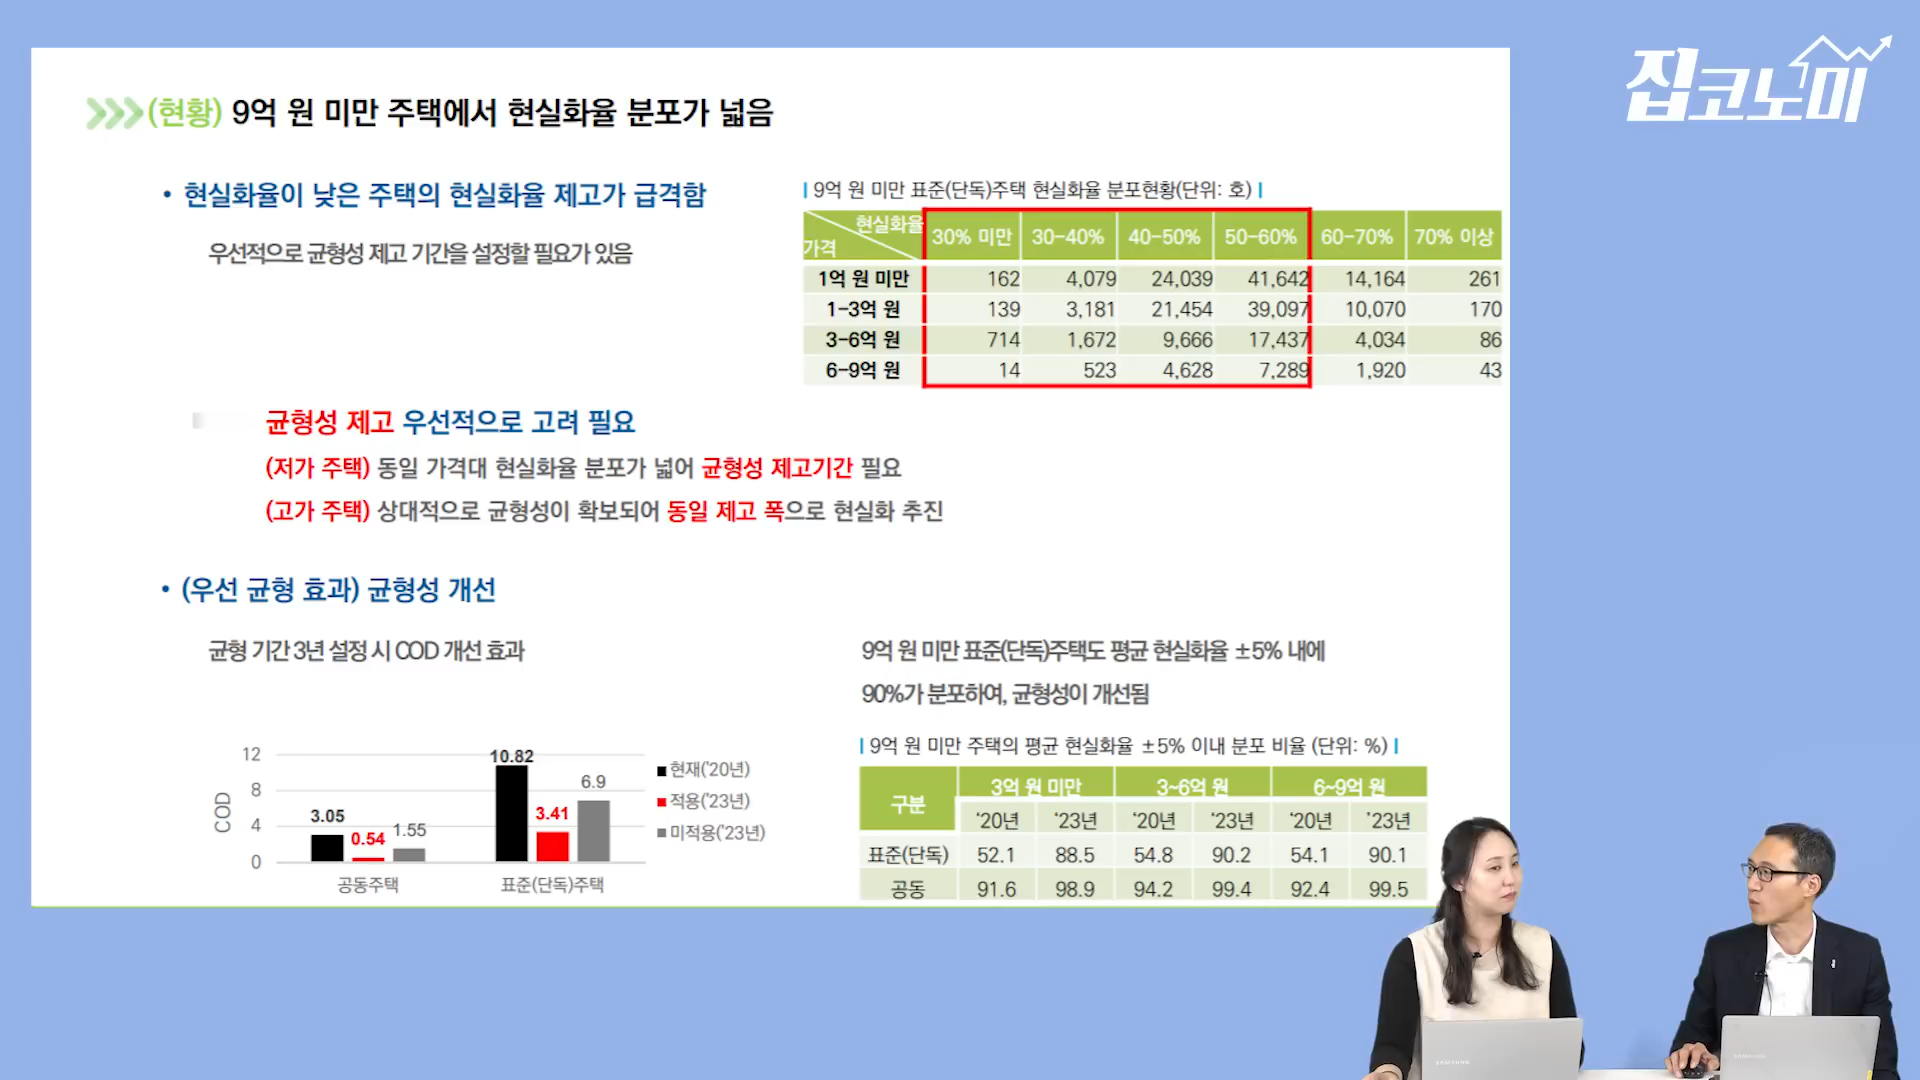 집코노미
(현황) 9억 원 미만 주택에서 현실화율 분포가 넓음
• 현실화율이 낮은 주택의 현실화율 제고가 급격함
우선적으로 균형성 제고 기간을 설정할 필요가 있음
9억 원 미만 표준(단독)주택 현실화율 분포현황(단위: 호)
현실화율 가격 30% 미만 30-40% 40-50% 50-60% 60-70% 70% 이상
1억 원 미만 162 4,079 24,039 41,642 14,164 261
1-3억 원 139 3,181 21,454 39,097 10,070 170
3-6억 원 714 1,672 9,666 17,437 4,034 86
6-9억 원 14 523 4,628 7,289 1,920 43
균형성 제고 우선적으로 고려 필요
(저가 주택) 동일 가격대 현실화율 분포가 넓어 균형성 제고기간 필요
(고가 주택) 상대적으로 균형성이 확보되어 동일 제고 폭으로 현실화 추진
• (우선 균형 효과) 균형성 개선
균형 기간 3년 설정 시 COD 개선 효과
COD
12
8
4
0
3.05 0.54 1.55
10.82 3.41 6.9
공동주택 표준(단독)주택
현재('20년)
적용('23년)
미적용('23년)
9억 원 미만 표준(단독)주택도 평균 현실화율 ±5% 내에
90%가 분포하여, 균형성이 개선됨
9억 원 미만 주택의 평균 현실화율 ±5% 이내 분포 비율 (단위: %)
구분 3억 원 미만 3~6억 원 6~9억 원
'20년 '23년 '20년 '23년 '20년 '23년
표준(단독) 52.1 88.5 54.8 90.2 54.1 90.1
공동 91.6 98.9 94.2 99.4 92.4 99.5
SAMSUNG
SAMSUNG